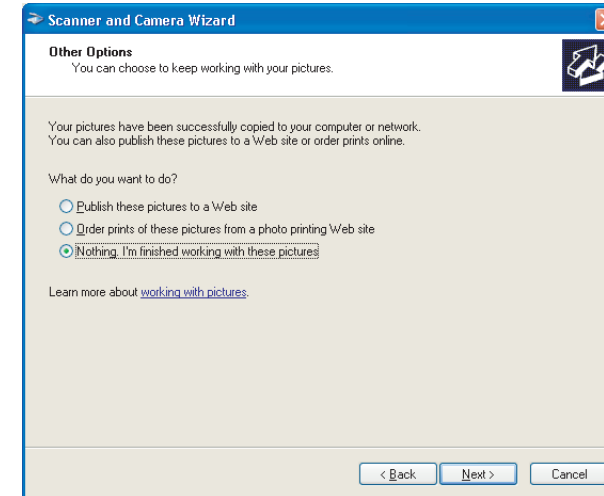 Scanner and Camera Wizard
Other Options
You can choose to keep working with your pictures.
Your pictures have been successfully copied to your computer or network.
You can also publish these pictures to a Web site or order prints online.
What do you want to do?
Publish these pictures to a Web site
Order prints of these pictures from a photo printing Web site
Nothing. I'm finished working with these pictures
Learn more about working with pictures.
< Back Next > Cancel